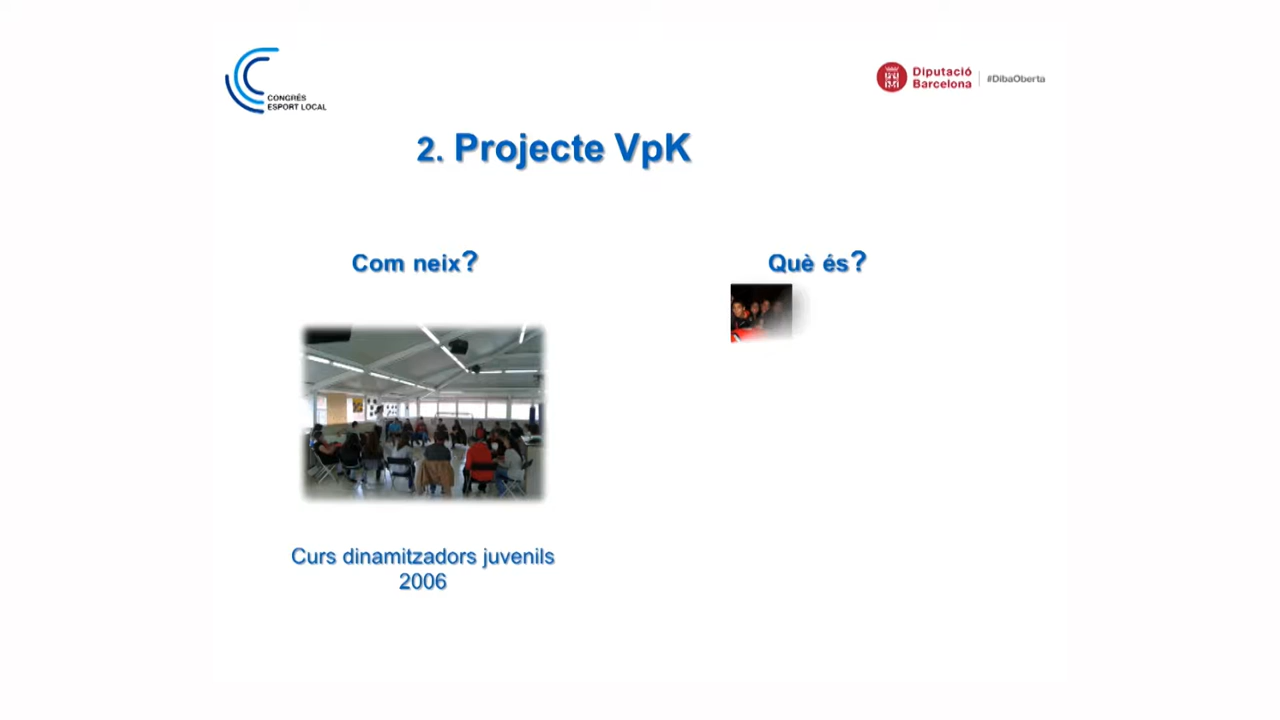 CONGRÉS
ESPORT LOCAL
Diputació
Barcelona
#DibaOberta
2. Projecte VpK
Com neix?
Què és?
Curs dinamitzadors juvenils
2006